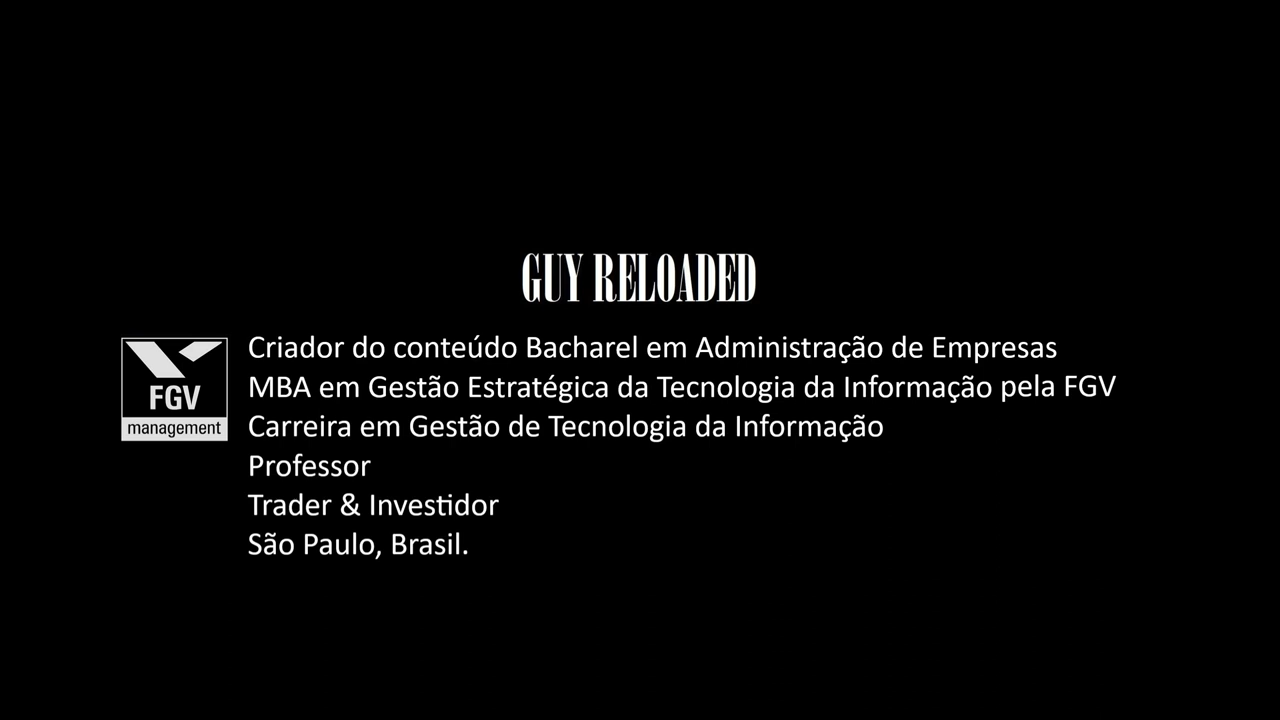 GUY RELOADED
Criador do conteúdo Bacharel em Administração de Empresas
MBA em Gestão Estratégica da Tecnologia da Informação pela FGV
Carreira em Gestão de Tecnologia da Informação
Professor
Trader & Investidor
São Paulo, Brasil.
FGV
management